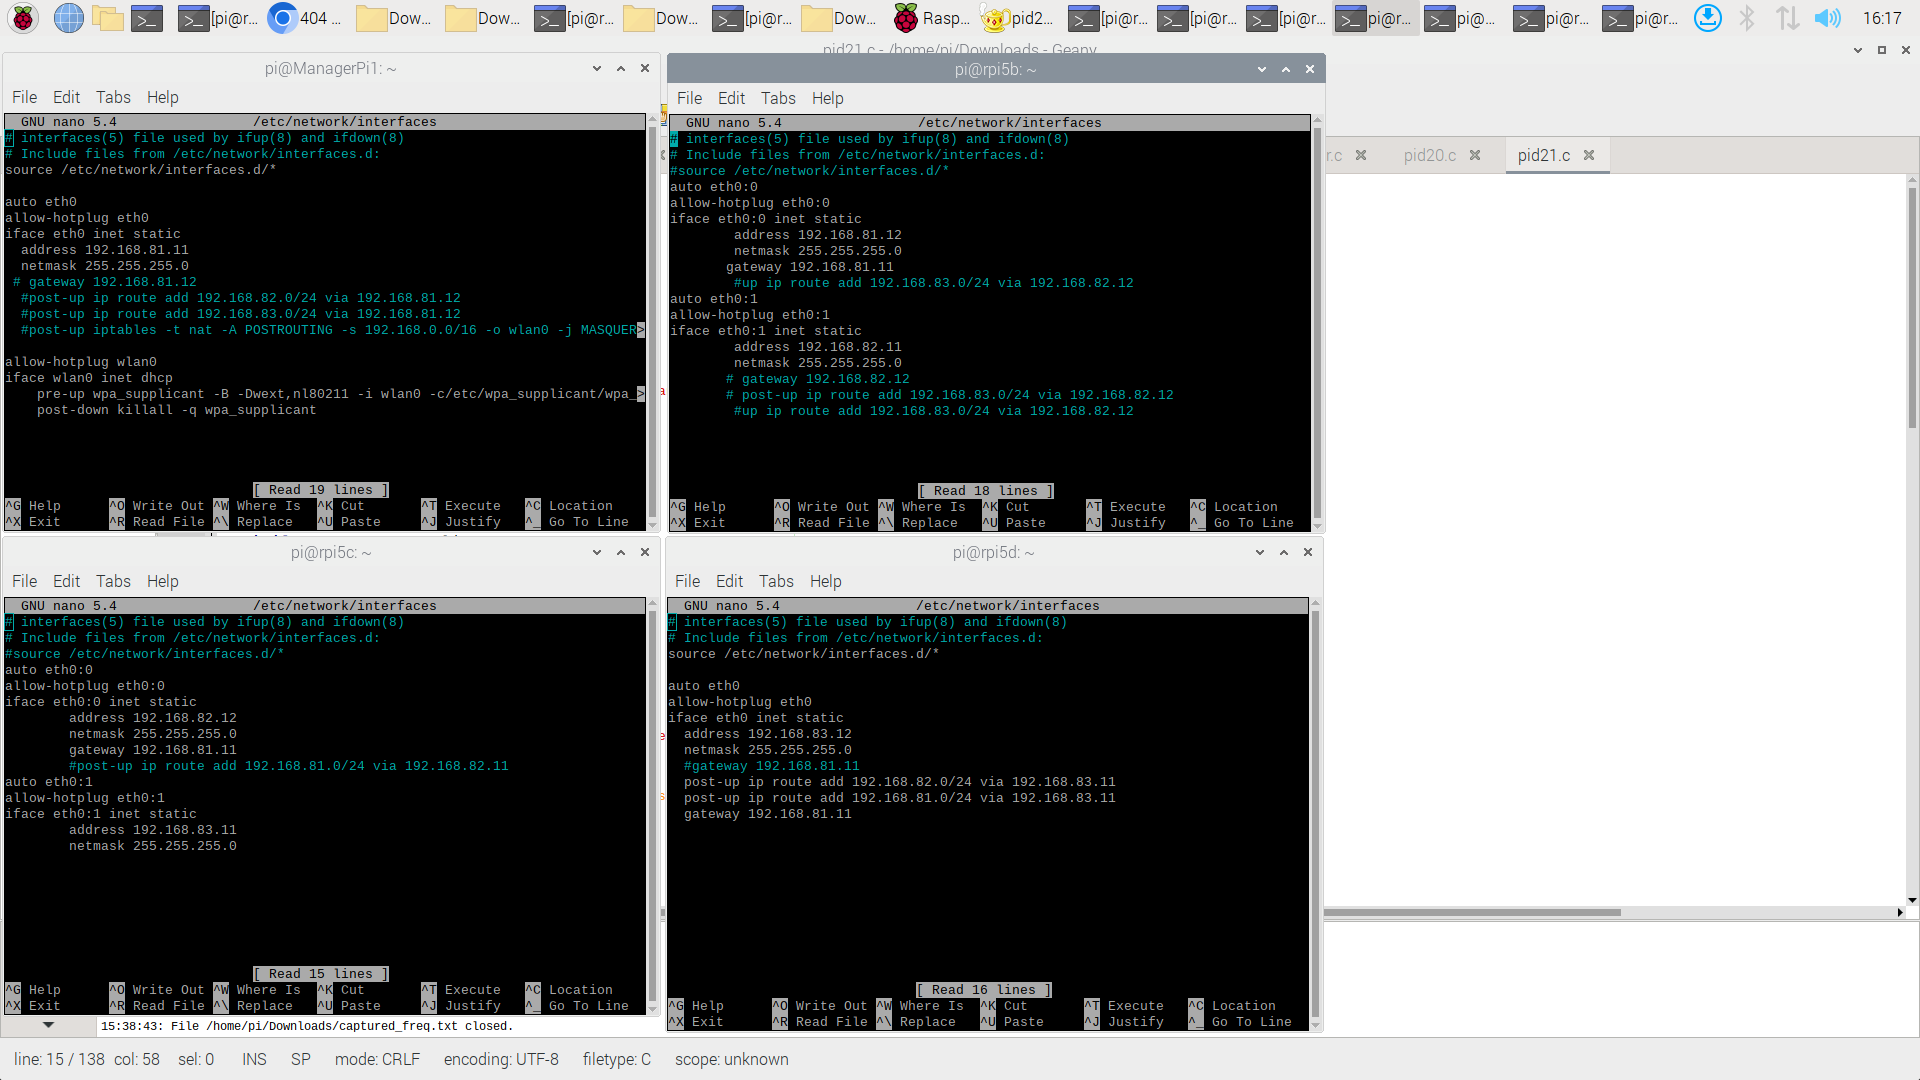 [pi@r...
404 ...
Dow...
Dow...
[pi@r...
Dow...
[pi@r...
Dow...
Rasp...
pid2...
[pi@r...
[pi@r...
[pi@r...
pi@r...
pi@...
pi@r...
pi@r...
16:17
pid21.c - /home/pi/Downloads - Geany
r.c
pid20.c
pid21.c
pi@ManagerPi1: ~
File Edit Tabs Help
GNU nano 5.4 /etc/network/interfaces
# interfaces(5) file used by ifup(8) and ifdown(8)
# Include files from /etc/network/interfaces.d:
source /etc/network/interfaces.d/*
auto eth0
allow-hotplug eth0
iface eth0 inet static
address 192.168.81.11
netmask 255.255.255.0
# gateway 192.168.81.12
#post-up ip route add 192.168.82.0/24 via 192.168.81.12
#post-up ip route add 192.168.83.0/24 via 192.168.81.12
#post-up iptables -t nat -A POSTROUTING -s 192.168.0.0/16 -o wlan0 -j MASQUER>
allow-hotplug wlan0
iface wlan0 inet dhcp
pre-up wpa_supplicant -B -Dwext,nl80211 -i wlan0 -c/etc/wpa_supplicant/wpa_>
post-down killall -q wpa_supplicant
[ Read 19 lines ]
^G Help ^O Write Out ^W Where Is ^K Cut ^T Execute ^C Location
^X Exit ^R Read File ^\ Replace ^U Paste ^J Justify ^_ Go To Line
pi@rpi5b: ~
File Edit Tabs Help
GNU nano 5.4 /etc/network/interfaces
# interfaces(5) file used by ifup(8) and ifdown(8)
# Include files from /etc/network/interfaces.d:
#source /etc/network/interfaces.d/*
auto eth0:0
allow-hotplug eth0:0
iface eth0:0 inet static
address 192.168.81.12
netmask 255.255.255.0
gateway 192.168.81.11
#up ip route add 192.168.83.0/24 via 192.168.82.12
auto eth0:1
allow-hotplug eth0:1
iface eth0:1 inet static
address 192.168.82.11
netmask 255.255.255.0
# gateway 192.168.82.12
# post-up ip route add 192.168.83.0/24 via 192.168.82.12
#up ip route add 192.168.83.0/24 via 192.168.82.12
[ Read 18 lines ]
^G Help ^O Write Out ^W Where Is ^K Cut ^T Execute ^C Location
^X Exit ^R Read File ^\ Replace ^U Paste ^J Justify ^_ Go To Line
pi@rpi5c: ~
File Edit Tabs Help
GNU nano 5.4 /etc/network/interfaces
# interfaces(5) file used by ifup(8) and ifdown(8)
# Include files from /etc/network/interfaces.d:
#source /etc/network/interfaces.d/*
auto eth0:0
allow-hotplug eth0:0
iface eth0:0 inet static
address 192.168.82.12
netmask 255.255.255.0
gateway 192.168.81.11
#post-up ip route add 192.168.81.0/24 via 192.168.82.11
auto eth0:1
allow-hotplug eth0:1
iface eth0:1 inet static
address 192.168.83.11
netmask 255.255.255.0
[ Read 15 lines ]
^G Help ^O Write Out ^W Where Is ^K Cut ^T Execute ^C Location
^X Exit ^R Read File ^\ Replace ^U Paste ^J Justify ^_ Go To Line
pi@rpi5d: ~
File Edit Tabs Help
GNU nano 5.4 /etc/network/interfaces
# interfaces(5) file used by ifup(8) and ifdown(8)
# Include files from /etc/network/interfaces.d:
source /etc/network/interfaces.d/*
auto eth0
allow-hotplug eth0
iface eth0 inet static
address 192.168.83.12
netmask 255.255.255.0
#gateway 192.168.81.11
post-up ip route add 192.168.82.0/24 via 192.168.83.11
post-up ip route add 192.168.81.0/24 via 192.168.83.11
gateway 192.168.81.11
[ Read 16 lines ]
^G Help ^O Write Out ^W Where Is ^K Cut ^T Execute ^C Location
^X Exit ^R Read File ^\ Replace ^U Paste ^J Justify ^_ Go To Line
15:38:43: File /home/pi/Downloads/captured_freq.txt closed.
line: 15 / 138 col: 58 sel: 0 INS SP mode: CRLF encoding: UTF-8 filetype: C scope: unknown